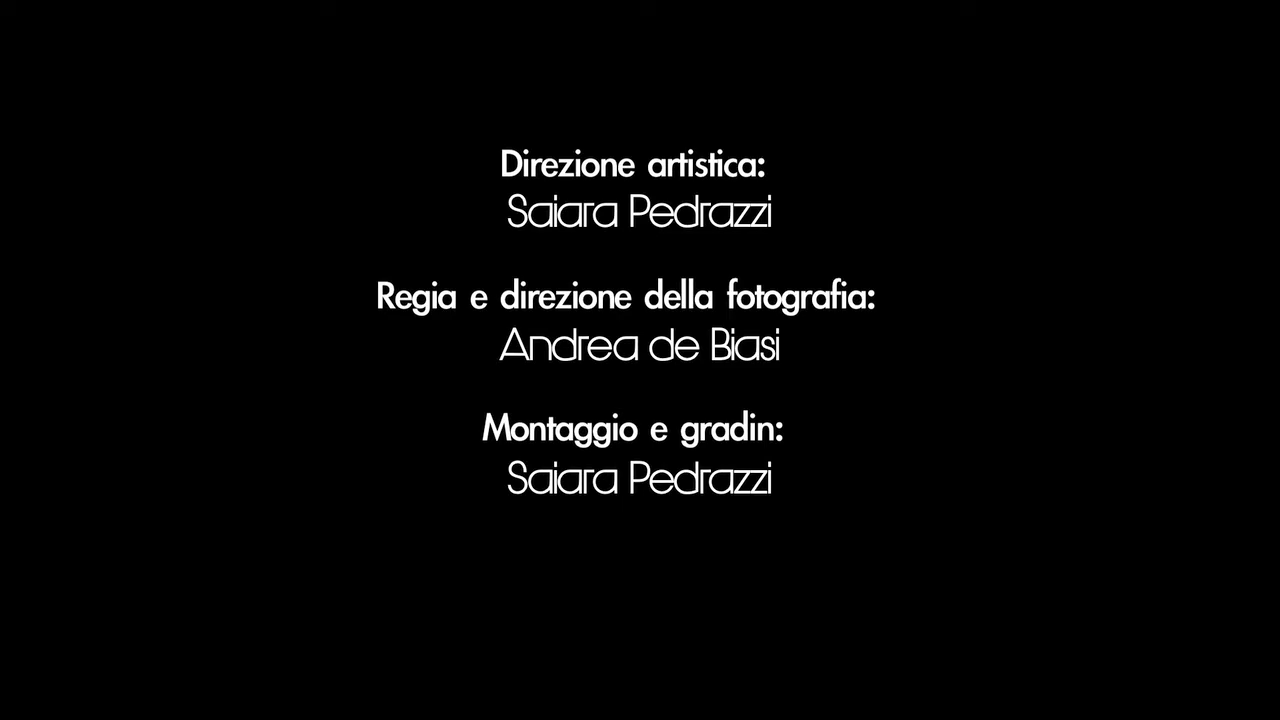 Direzione artistica:
Saiara Pedrazzi
Regia e direzione della fotografia:
Andrea de Biasi
Montaggio e gradin:
Saiara Pedrazzi